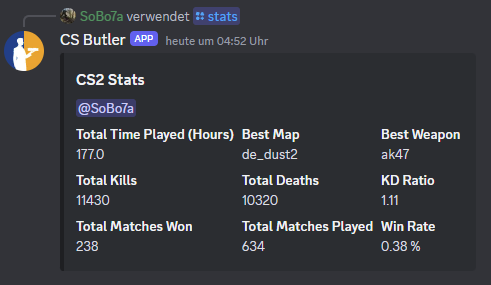 SoBo7a verwendet stats
CS Butler APP heute um 04:52 Uhr
CS2 Stats
@SoBo7a
Total Time Played (Hours) Best Map Best Weapon
177.0 de_dust2 ak47
Total Kills Total Deaths KD Ratio
11430 10320 1.11
Total Matches Won Total Matches Played Win Rate
238 634 0.38 %